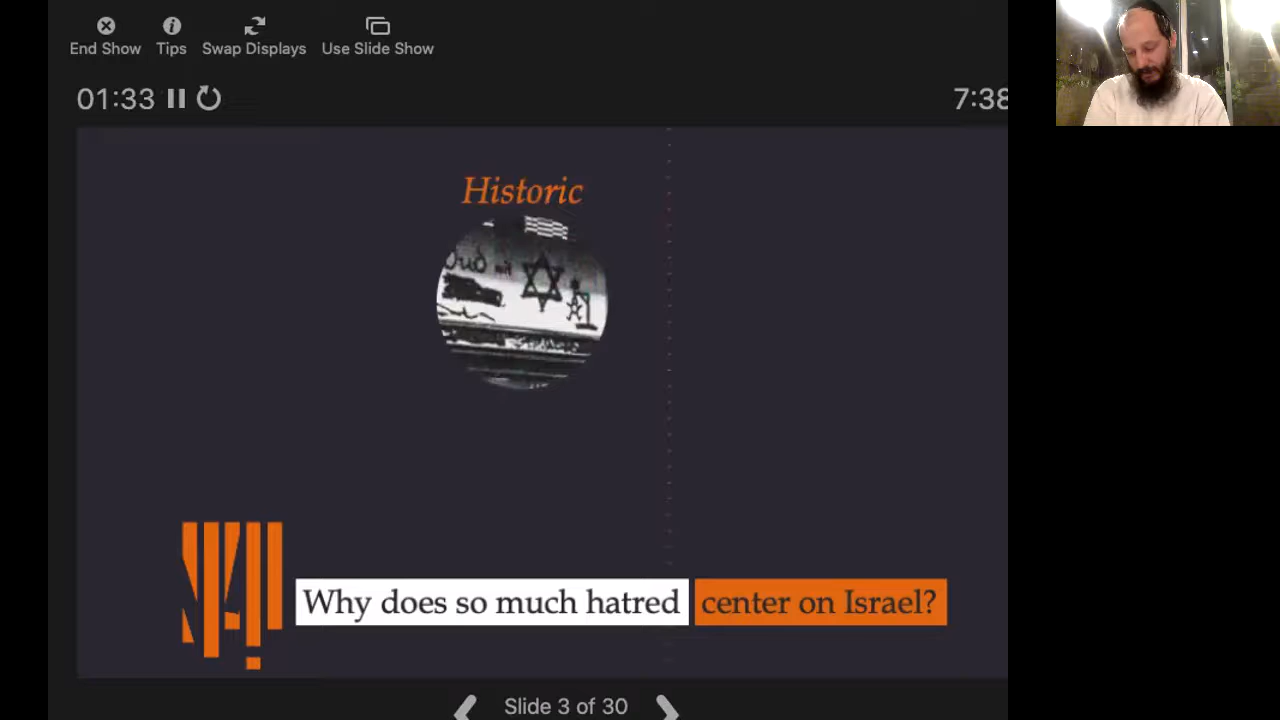 End Show Tips Swap Displays Use Slide Show
01:33
7:38
Historic
Jud
Why does so much hatred center on Israel?
Slide 3 of 30